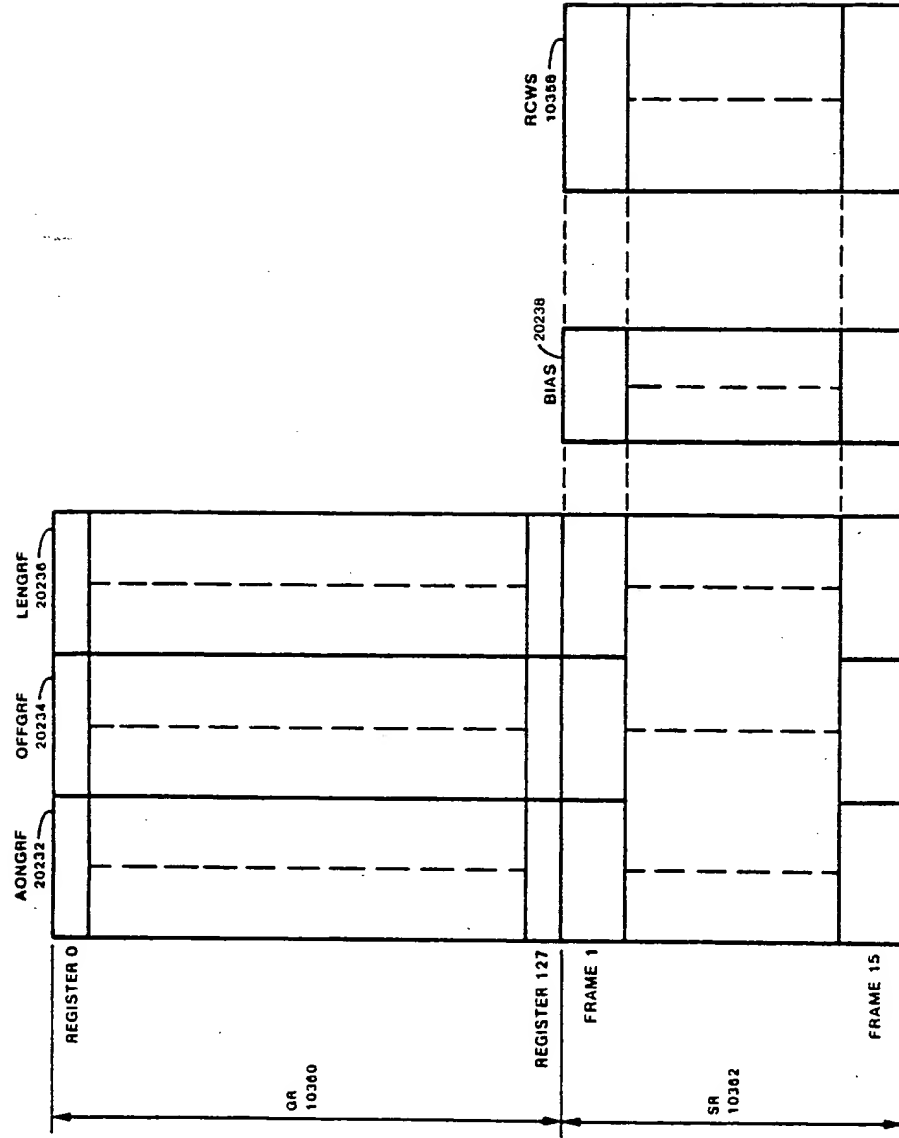 AONGRF
20232
OFFGRF
20234
LENGRF
20236
REGISTER 0
GR
10360
REGISTER 127
BIAS
20238
RCWS
10358
FRAME 1
SR
10362
FRAME 15